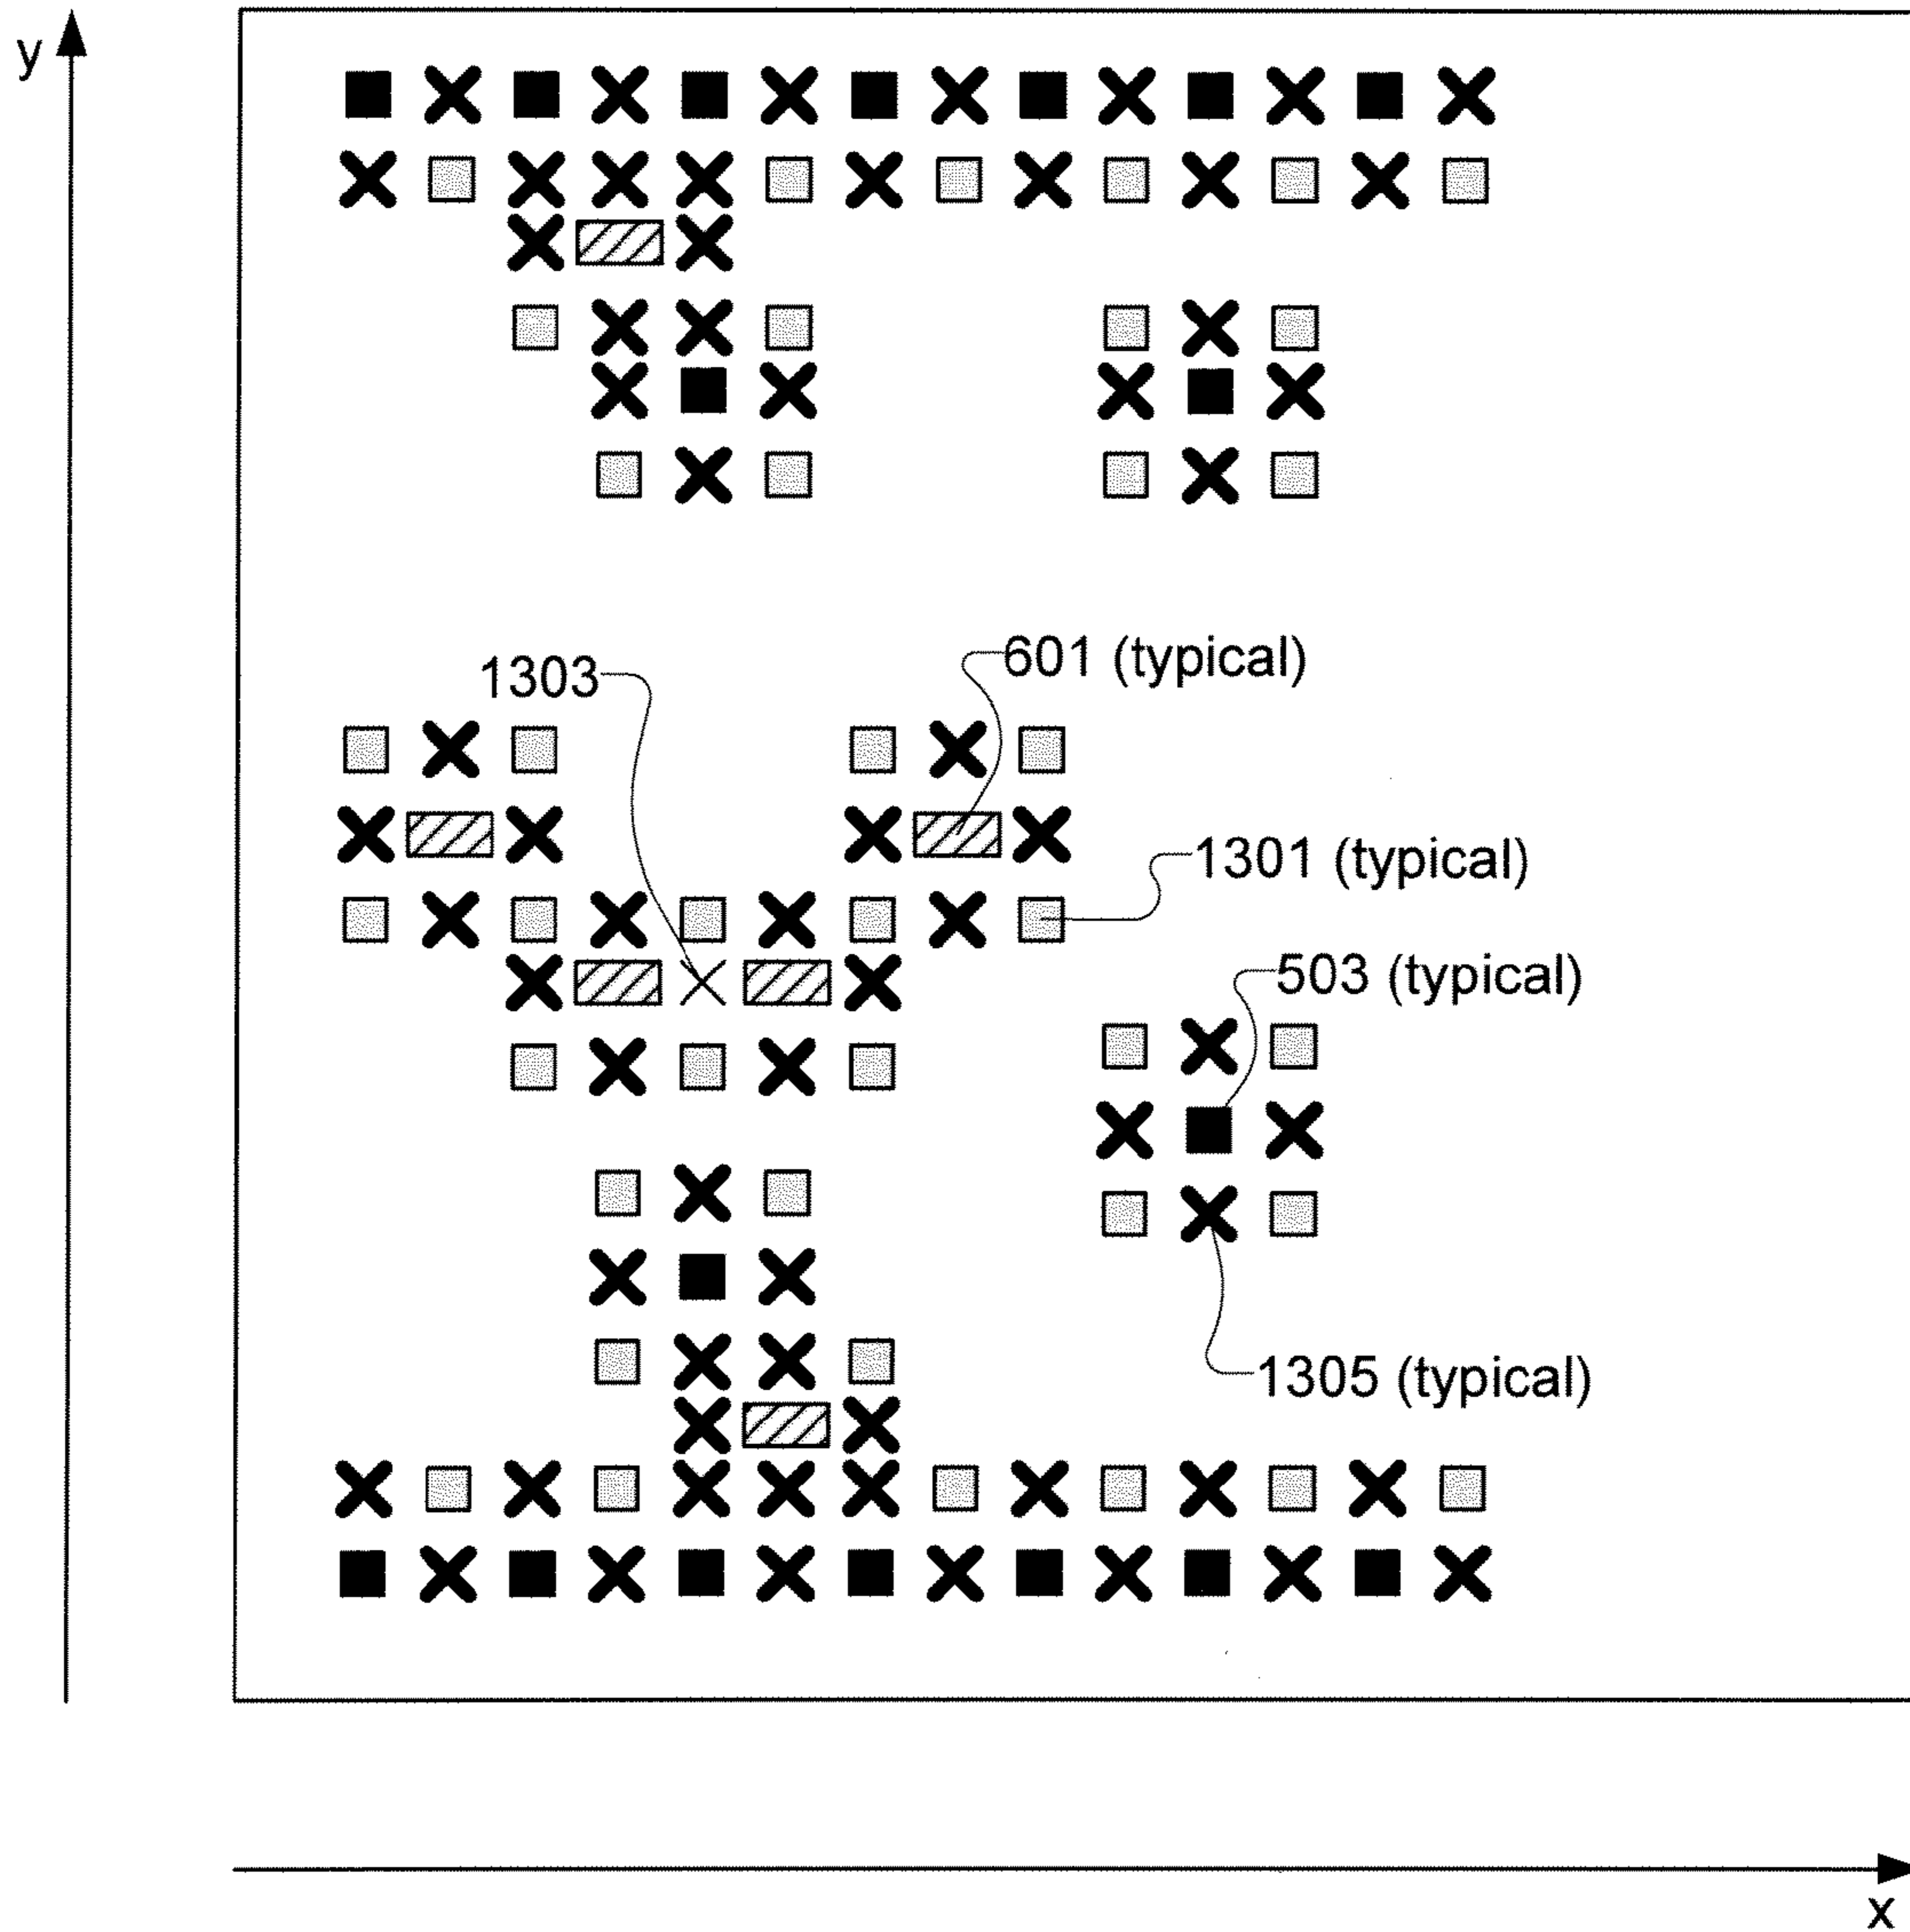 y
601 (typical)
1303
1301 (typical)
503 (typical)
1305 (typical)
x